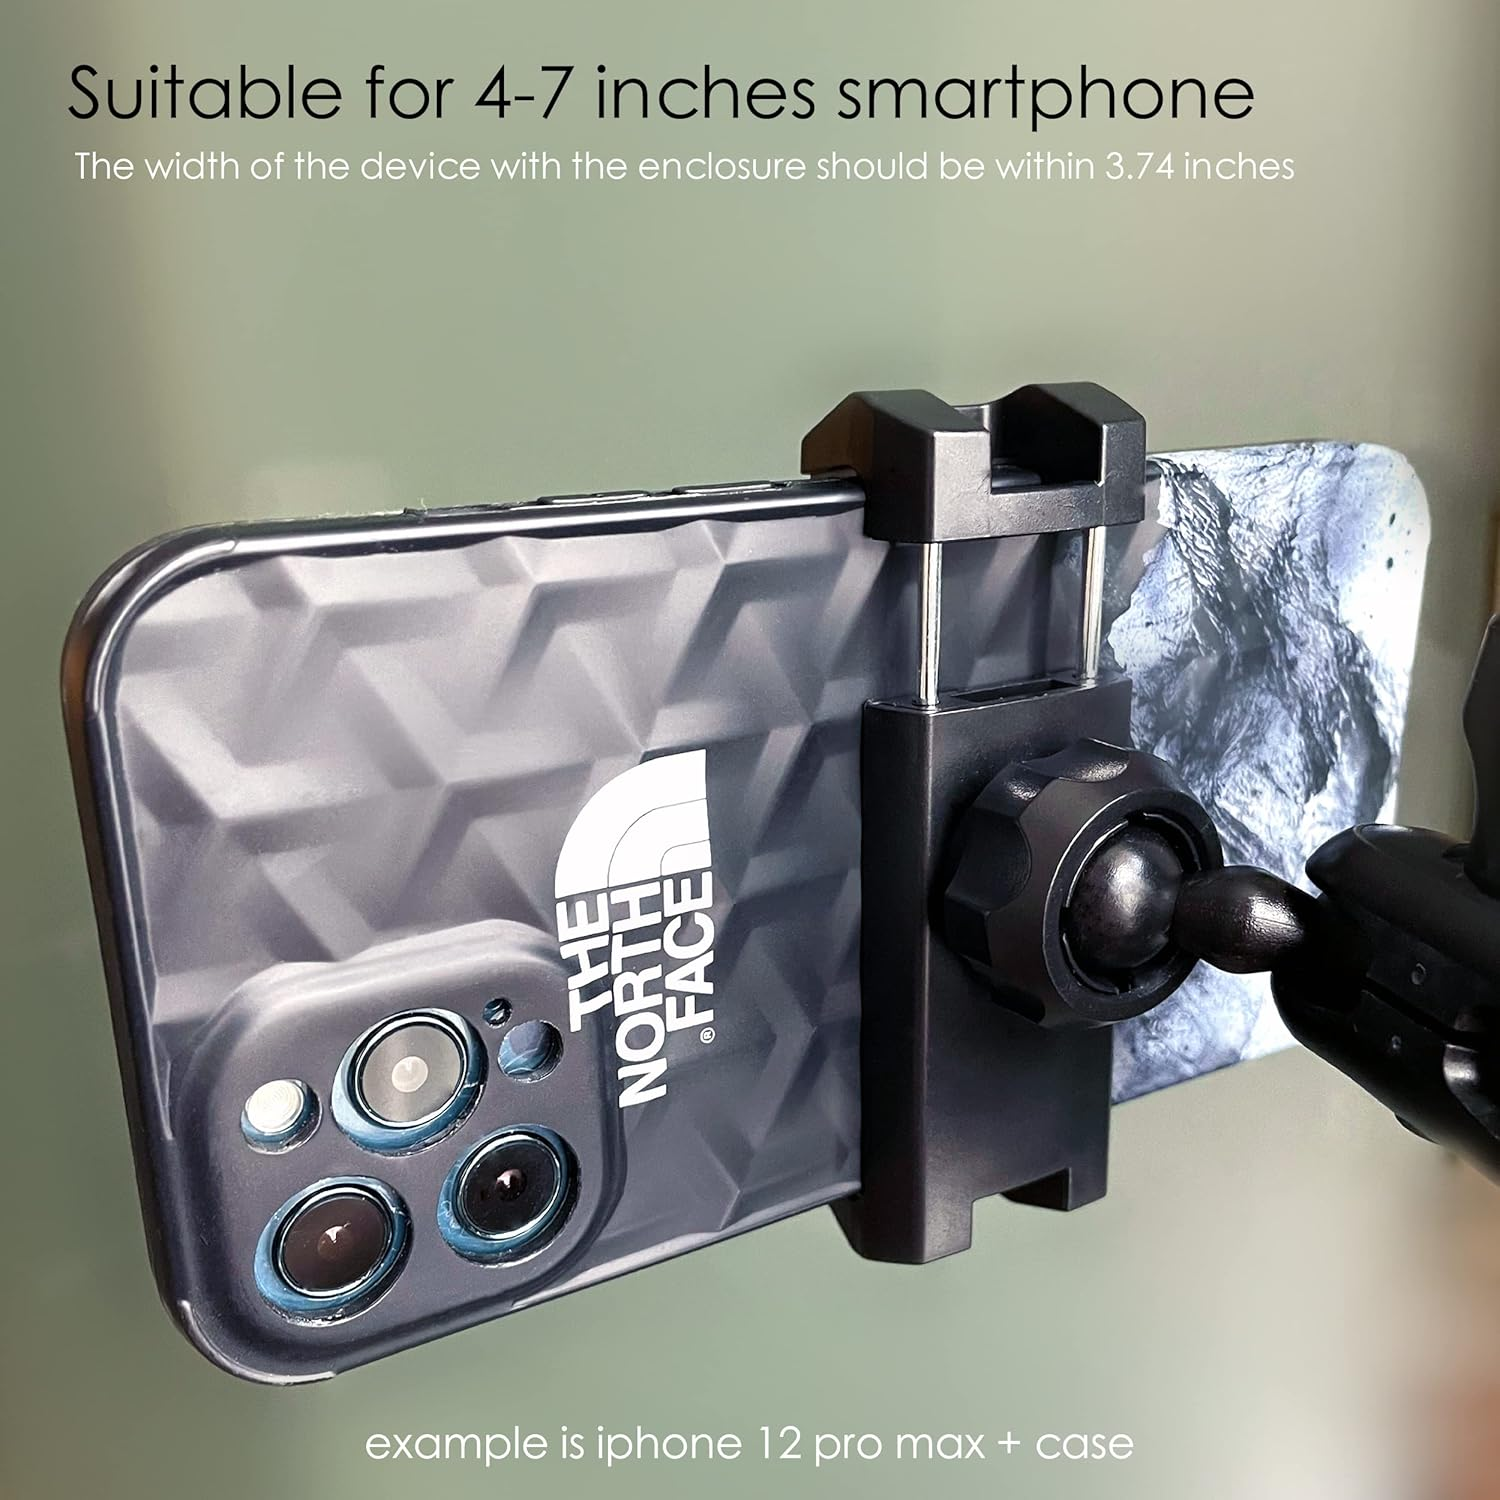 Suitable for 4-7 inches smartphone
The width of the device with the enclosure should be within 3.74 inches
THE
NORTH
FACE®
example is iphone 12 pro max + case